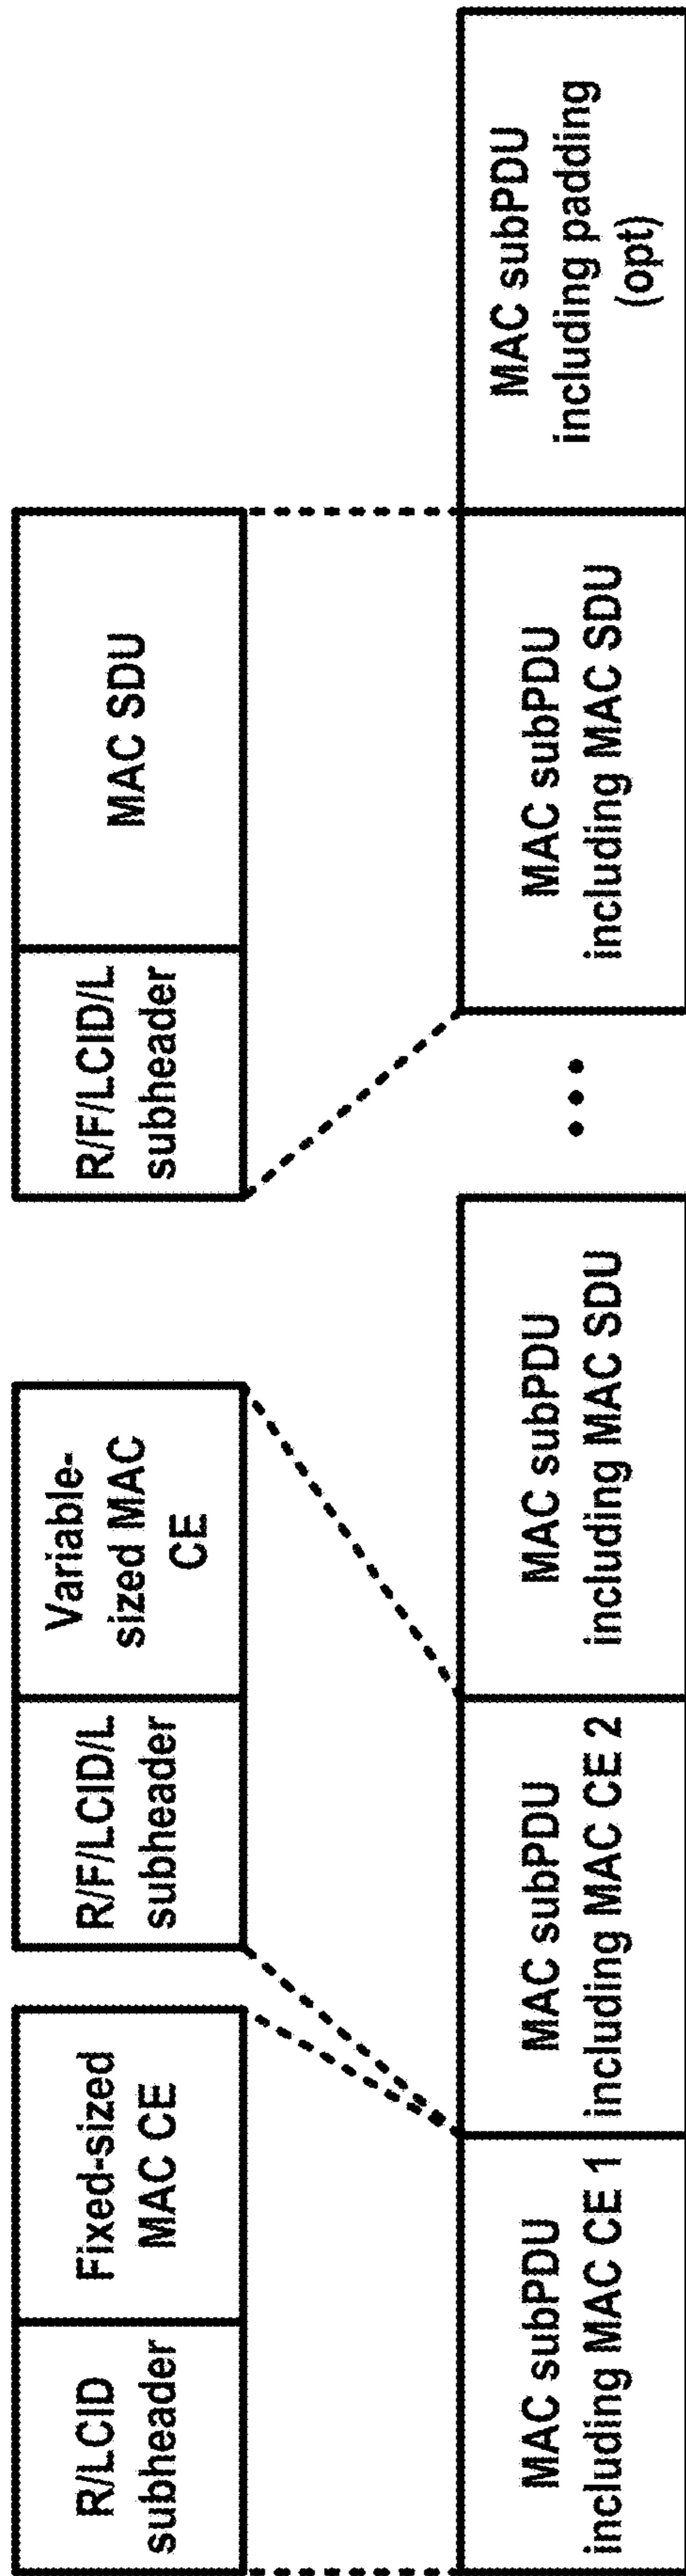 R/LCID
subheader
Fixed-sized
MAC CE
R/F/LCID/L
subheader
Variable-
sized MAC
CE
R/F/LCID/L
subheader
MAC SDU
MAC subPDU
including MAC CE 1
MAC subPDU
including MAC CE 2
MAC subPDU
including MAC SDU
MAC subPDU
including MAC SDU
MAC subPDU
including padding
(opt)